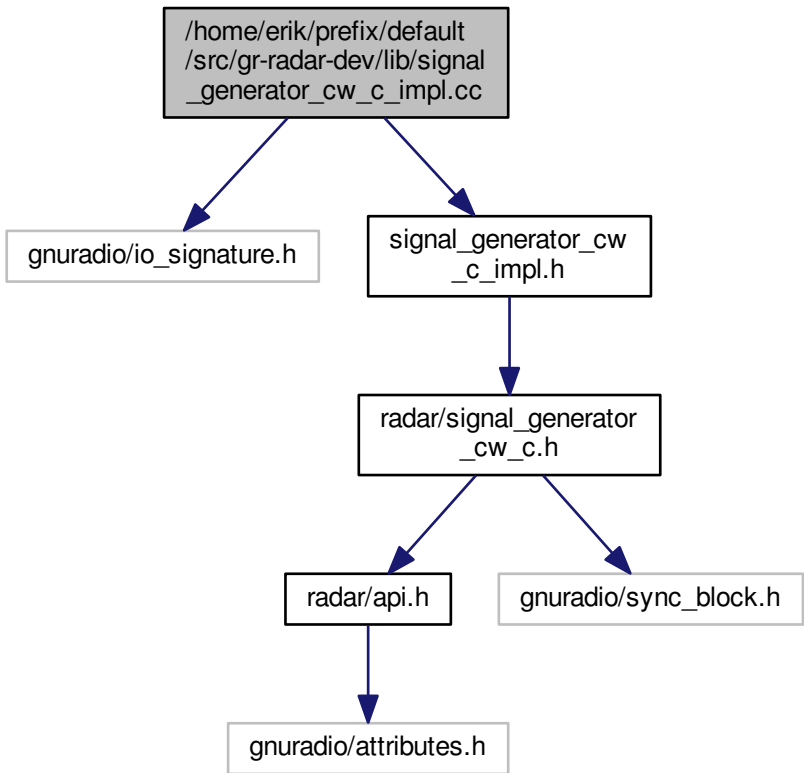 /home/erik/prefix/default
/src/gr-radar-dev/lib/signal
_generator_cw_c_impl.cc
gnuradio/io_signature.h
signal_generator_cw
_c_impl.h
radar/signal_generator
_cw_c.h
radar/api.h
gnuradio/sync_block.h
gnuradio/attributes.h